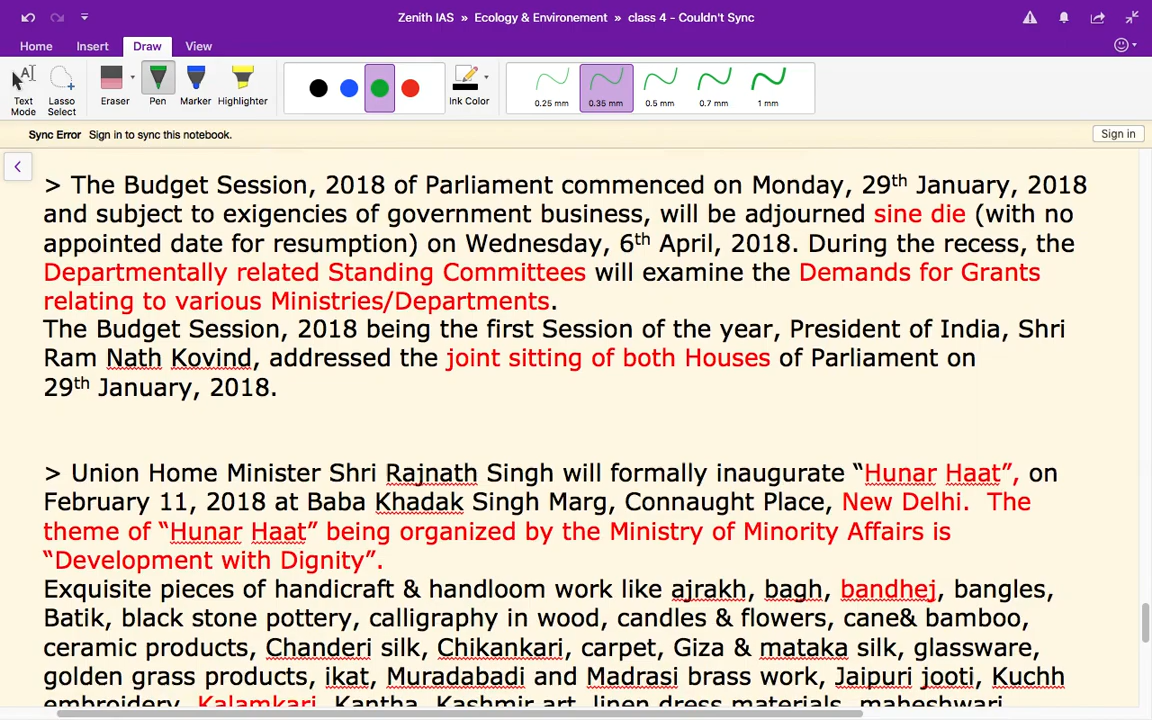 Zenith IAS » Ecology & Environement » class 4 - Couldn't Sync
Home Insert Draw View
Text Mode
Lasso Select
Eraser
Pen
Marker
Highlighter
Ink Color
0.25 mm 0.35 mm 0.5 mm 0.7 mm 1 mm
Sync Error Sign in to sync this notebook. Sign in
> The Budget Session, 2018 of Parliament commenced on Monday, 29th January, 2018
and subject to exigencies of government business, will be adjourned sine die (with no
appointed date for resumption) on Wednesday, 6th April, 2018. During the recess, the
Departmentally related Standing Committees will examine the Demands for Grants
relating to various Ministries/Departments.
The Budget Session, 2018 being the first Session of the year, President of India, Shri
Ram Nath Kovind, addressed the joint sitting of both Houses of Parliament on
29th January, 2018.
> Union Home Minister Shri Rajnath Singh will formally inaugurate “Hunar Haat”, on
February 11, 2018 at Baba Khadak Singh Marg, Connaught Place, New Delhi. The
theme of “Hunar Haat” being organized by the Ministry of Minority Affairs is
“Development with Dignity”.
Exquisite pieces of handicraft & handloom work like ajrakh, bagh, bandhej, bangles,
Batik, black stone pottery, calligraphy in wood, candles & flowers, cane& bamboo,
ceramic products, Chanderi silk, Chikankari, carpet, Giza & mataka silk, glassware,
golden grass products, ikat, Muradabadi and Madrasi brass work, Jaipuri jooti, Kuchh
embroidery, Kalamkari, Kantha, Kashmir art, linen dress materials, maheshwari